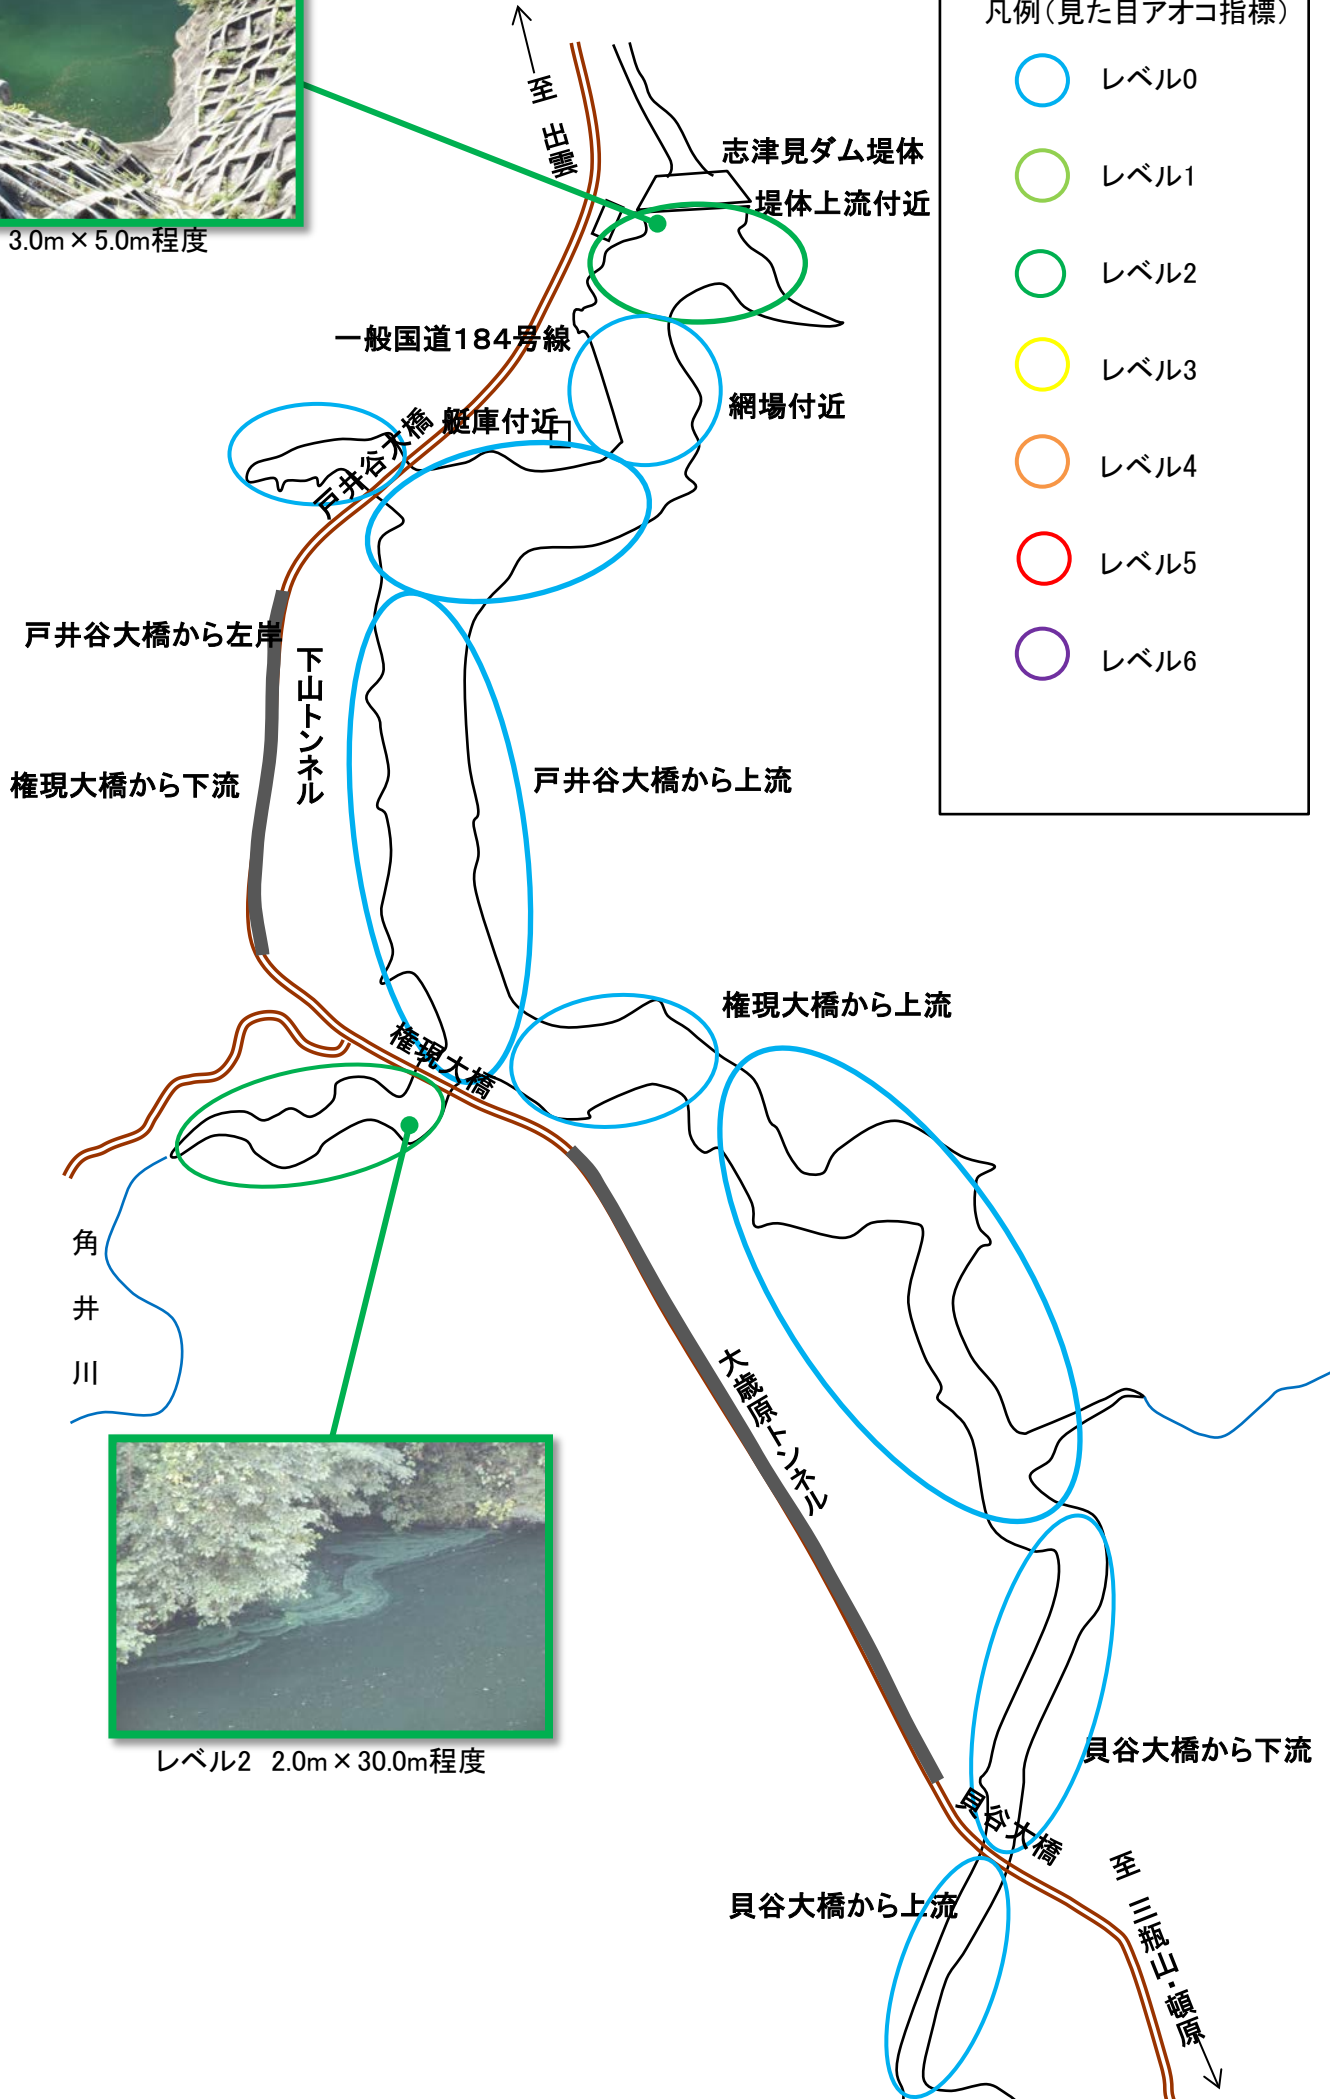 凡例(見た目アオコ指標)
レベル0
レベル1
レベル2
レベル3
レベル4
レベル5
レベル6
至 出雲
志津見ダム堤体
堤体上流付近
3.0m×5.0m程度
一般国道184号線
網場付近
艇庫付近
戸井谷大橋
戸井谷大橋から左岸
下山トンネル
権現大橋から下流
戸井谷大橋から上流
権現大橋から上流
権現大橋
角井川
大歳原トンネル
レベル2 2.0m×30.0m程度
貝谷大橋から下流
貝谷大橋
貝谷大橋から上流
至 三瓶山・頓原